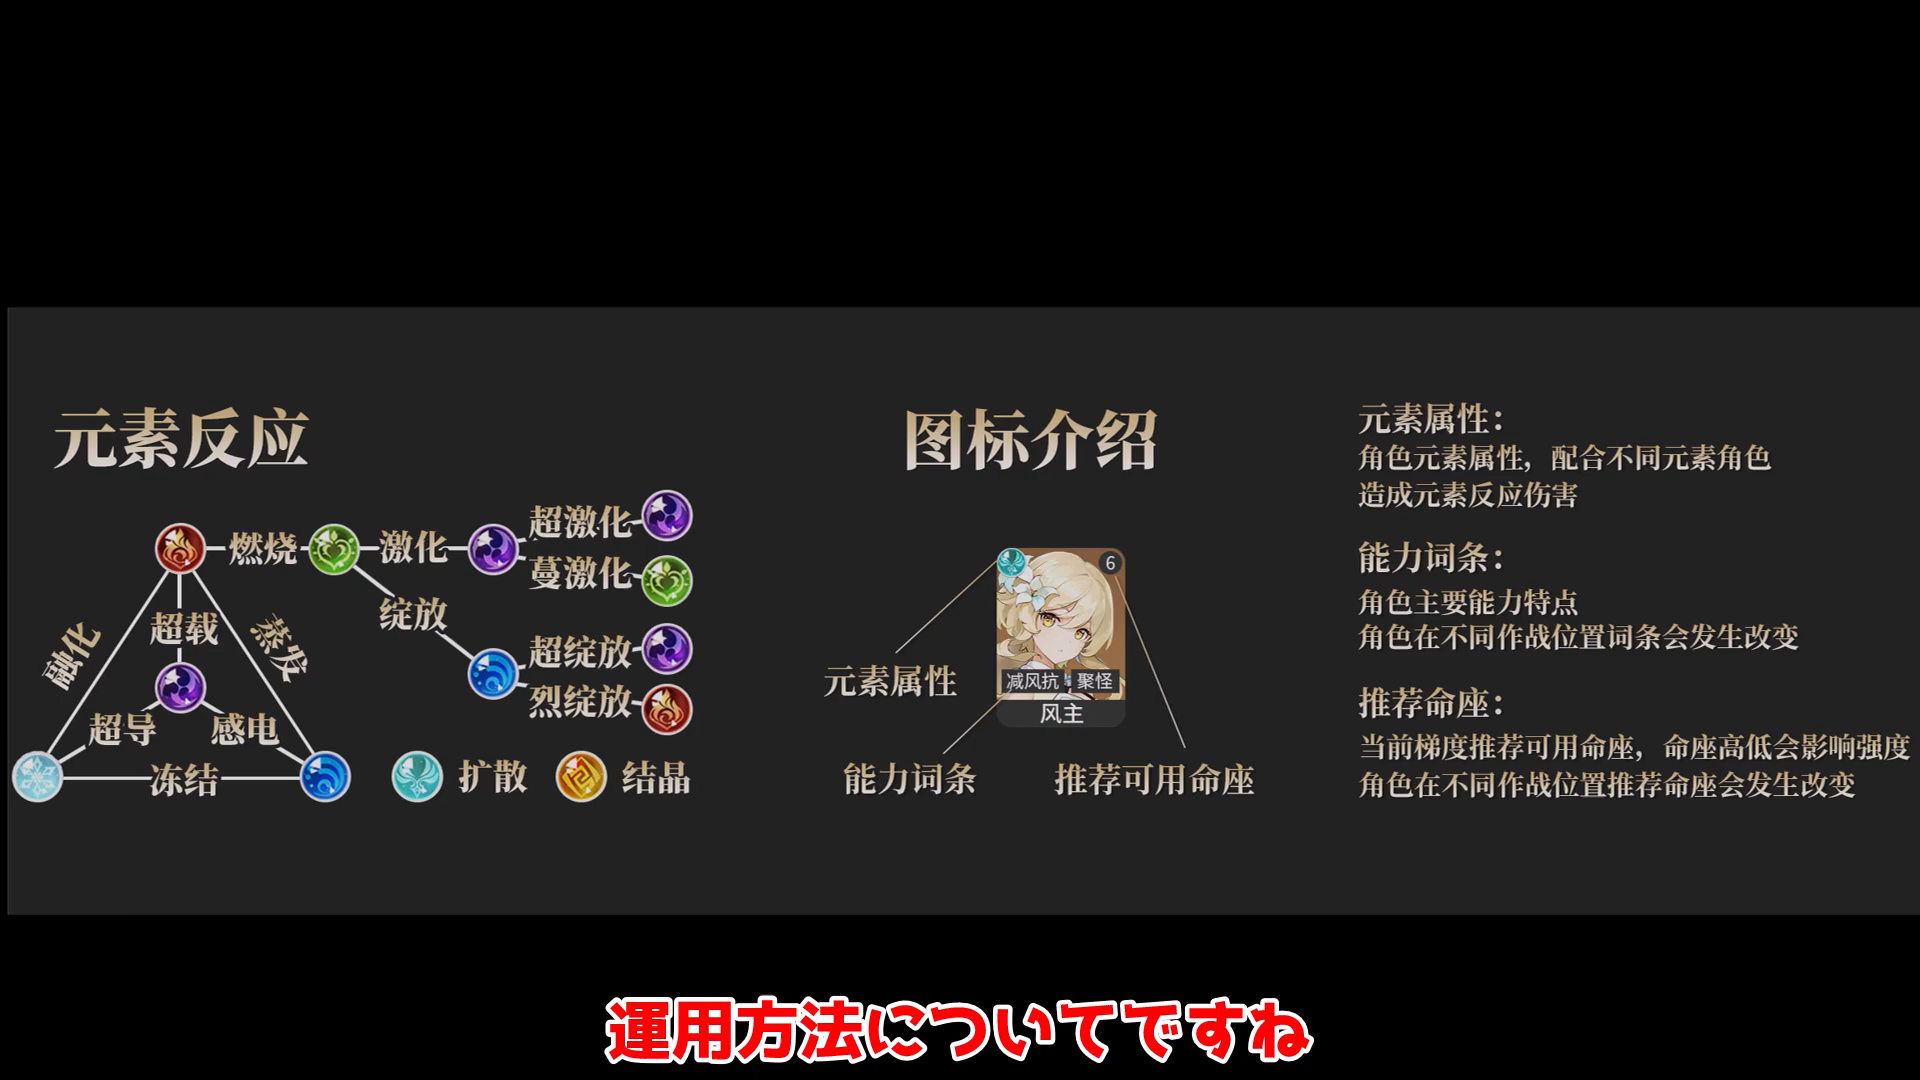 元素反应
燃烧
激化
超激化
蔓激化
绽放
超绽放
烈绽放
融化
超载
蒸发
超导
感电
冻结
扩散
结晶
图标介绍
6
减风抗
聚怪
风主
元素属性
能力词条
推荐可用命座
元素属性：
角色元素属性，配合不同元素角色
造成元素反应伤害
能力词条：
角色主要能力特点
角色在不同作战位置词条会发生改变
推荐命座：
当前梯度推荐可用命座，命座高低会影响强度
角色在不同作战位置推荐命座会发生改变
運用方法についてですね